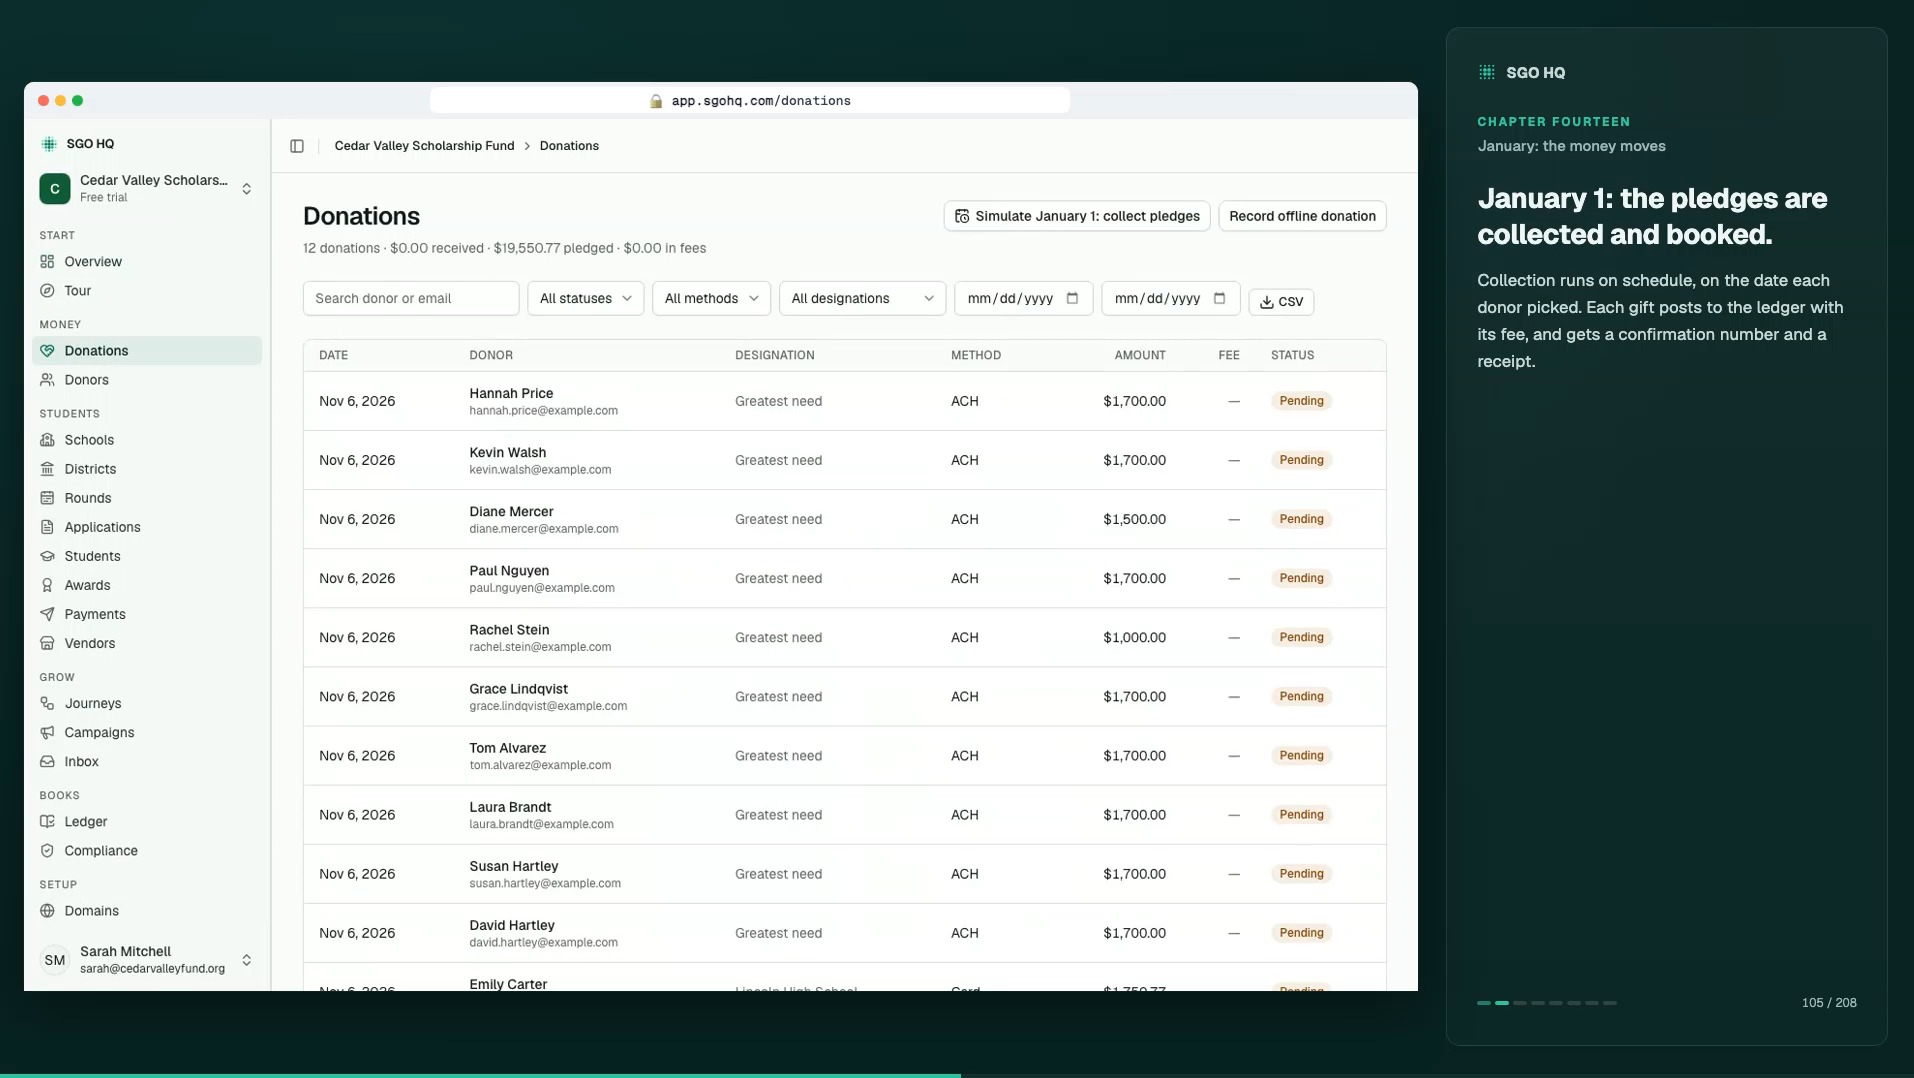 app.sgohq.com/donations
SGO HQ
Cedar Valley Scholars...
Free trial
START
Overview
Tour
MONEY
Donations
Donors
STUDENTS
Schools
Districts
Rounds
Applications
Students
Awards
Payments
Vendors
GROW
Journeys
Campaigns
Inbox
BOOKS
Ledger
Compliance
SETUP
Domains
SM
Sarah Mitchell
sarah@cedarvalleyfund.org
C
Cedar Valley Scholarship Fund > Donations
Donations
Simulate January 1: collect pledges
Record offline donation
12 donations · $0.00 received · $19,550.77 pledged · $0.00 in fees
Search donor or email
All statuses
All methods
All designations
mm/dd/yyyy
mm/dd/yyyy
CSV
DATE DONOR DESIGNATION METHOD AMOUNT FEE STATUS
Nov 6, 2026 Hannah Price Greatest need ACH $1,700.00 — Pending
hannah.price@example.com
Nov 6, 2026 Kevin Walsh Greatest need ACH $1,700.00 — Pending
kevin.walsh@example.com
Nov 6, 2026 Diane Mercer Greatest need ACH $1,500.00 — Pending
diane.mercer@example.com
Nov 6, 2026 Paul Nguyen Greatest need ACH $1,700.00 — Pending
paul.nguyen@example.com
Nov 6, 2026 Rachel Stein Greatest need ACH $1,000.00 — Pending
rachel.stein@example.com
Nov 6, 2026 Grace Lindqvist Greatest need ACH $1,700.00 — Pending
grace.lindqvist@example.com
Nov 6, 2026 Tom Alvarez Greatest need ACH $1,700.00 — Pending
tom.alvarez@example.com
Nov 6, 2026 Laura Brandt Greatest need ACH $1,700.00 — Pending
laura.brandt@example.com
Nov 6, 2026 Susan Hartley Greatest need ACH $1,700.00 — Pending
susan.hartley@example.com
Nov 6, 2026 David Hartley Greatest need ACH $1,700.00 — Pending
david.hartley@example.com
Nov 6, 2026 Emily Carter Lincoln High School Card $1,750.77 Pending
SGO HQ
CHAPTER FOURTEEN
January: the money moves
January 1: the pledges are
collected and booked.
Collection runs on schedule, on the date each
donor picked. Each gift posts to the ledger with
its fee, and gets a confirmation number and a
receipt.
105 / 208